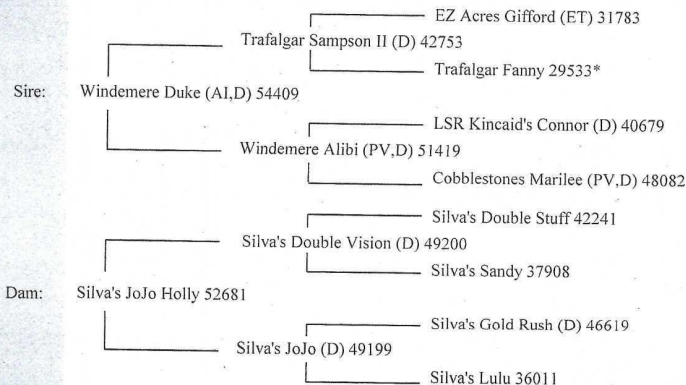 EZ Acres Gifford (ET) 31783
Trafalgar Sampson II (D) 42753
Trafalgar Fanny 29533*
Sire: Windemere Duke (AI,D) 54409
LSR Kincaid's Connor (D) 40679
Windemere Alibi (PV,D) 51419
Cobblestones Marilee (PV,D) 48082
Silva's Double Stuff 42241
Silva's Double Vision (D) 49200
Silva's Sandy 37908
Dam: Silva's JoJo Holly 52681
Silva's Gold Rush (D) 46619
Silva's JoJo (D) 49199
Silva's Lulu 36011